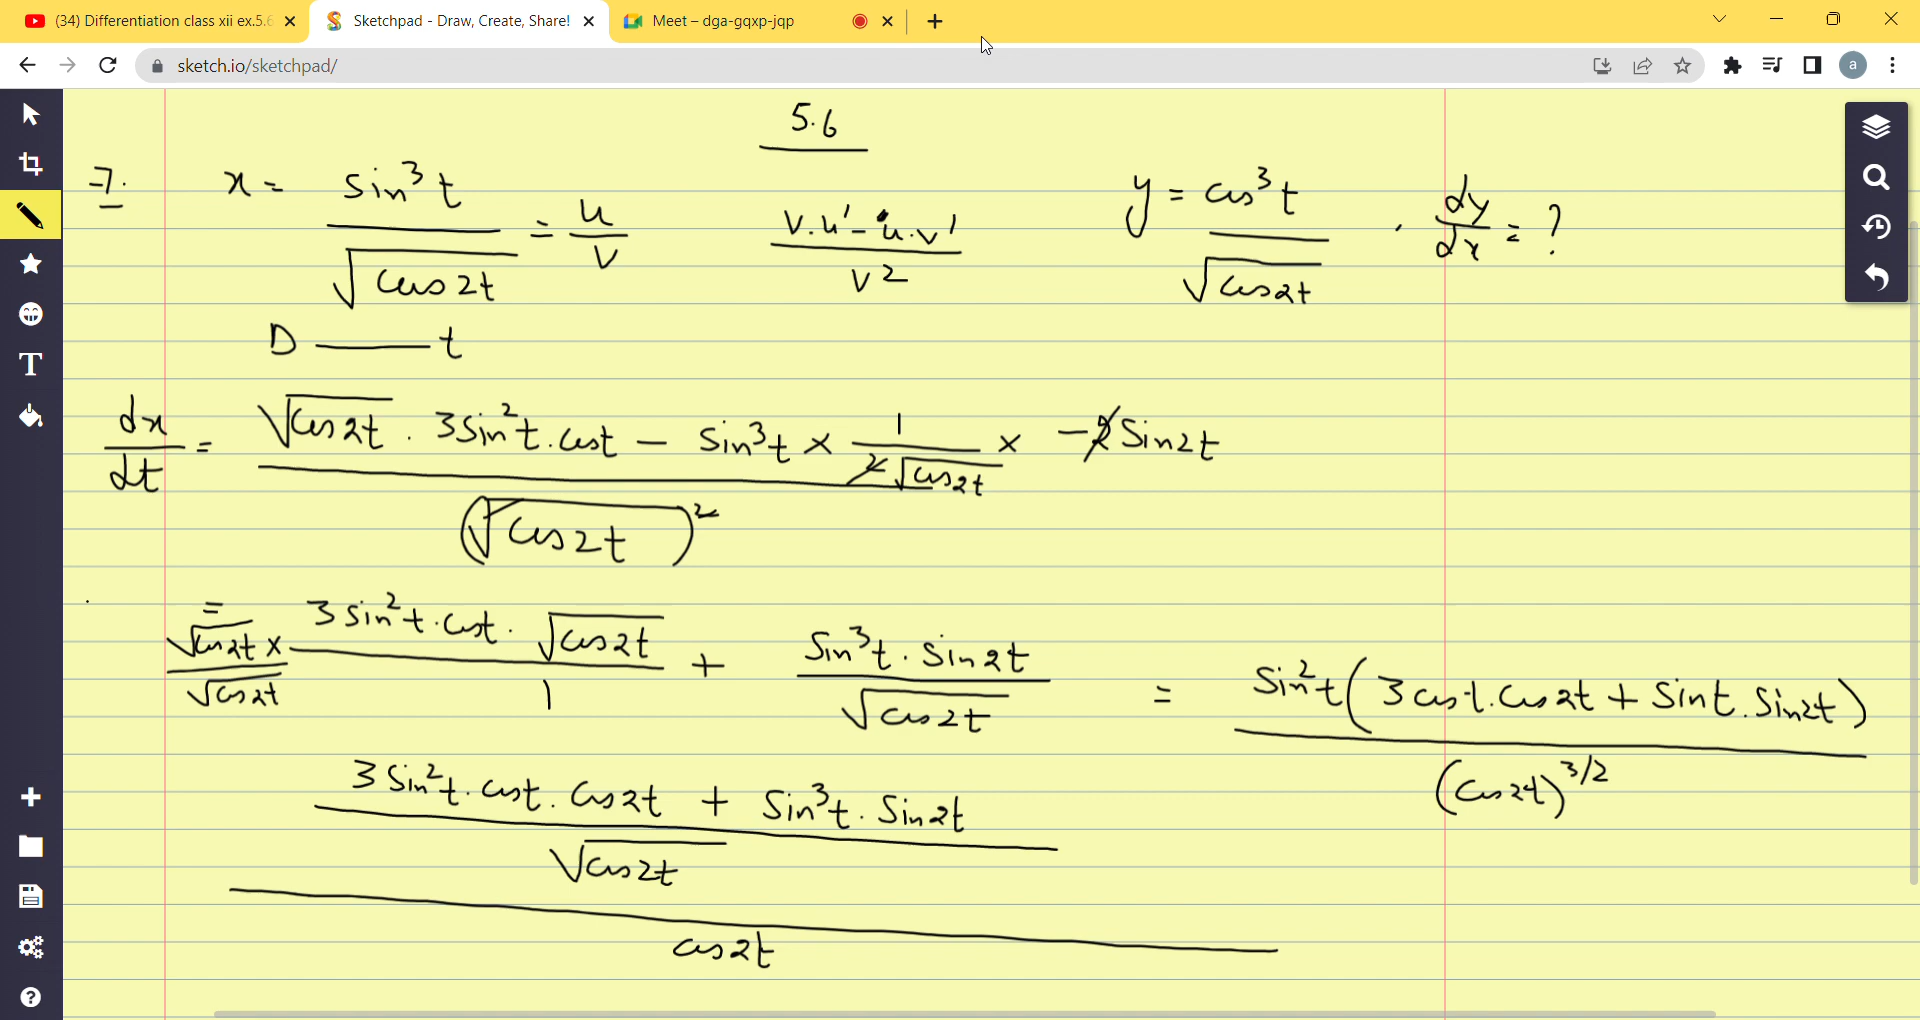 (34) Differentiation class xii ex.5.6
Sketchpad - Draw, Create, Share!
Meet – dga-gqxp-jqp
sketch.io/sketchpad/
a
T
5.6
7. x = sin³t / √cos2t = u/v (v.u' - u.v') / v² y = cos³t / √cos2t . dy/dx = ?
D —— t
dx/dt = (√cos2t . 3sin²t.cost - sin³t × 1/(2√cos2t) × -2sin2t) / (√cos2t)²
= √cos2t/√cos2t × 3sin²t.cost.√cos2t / 1 + sin³t.sin2t / √cos2t = sin²t(3cost.cos2t + sint.sin2t) / (cos2t)^3/2
3sin²t.cost.cos2t + sin³t.sin2t
√cos2t
cos2t